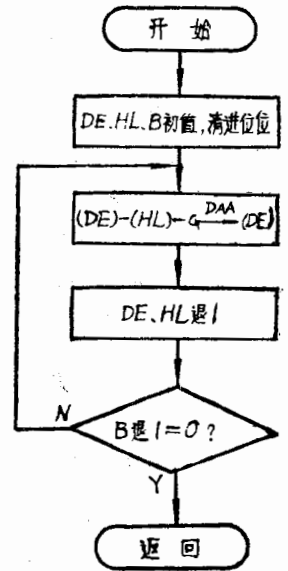 开始
DE、HL、B初值,清进位位
(DE)-(HL)-Cy DAA→(DE)
DE、HL退1
N
B退1=0?
Y
返回